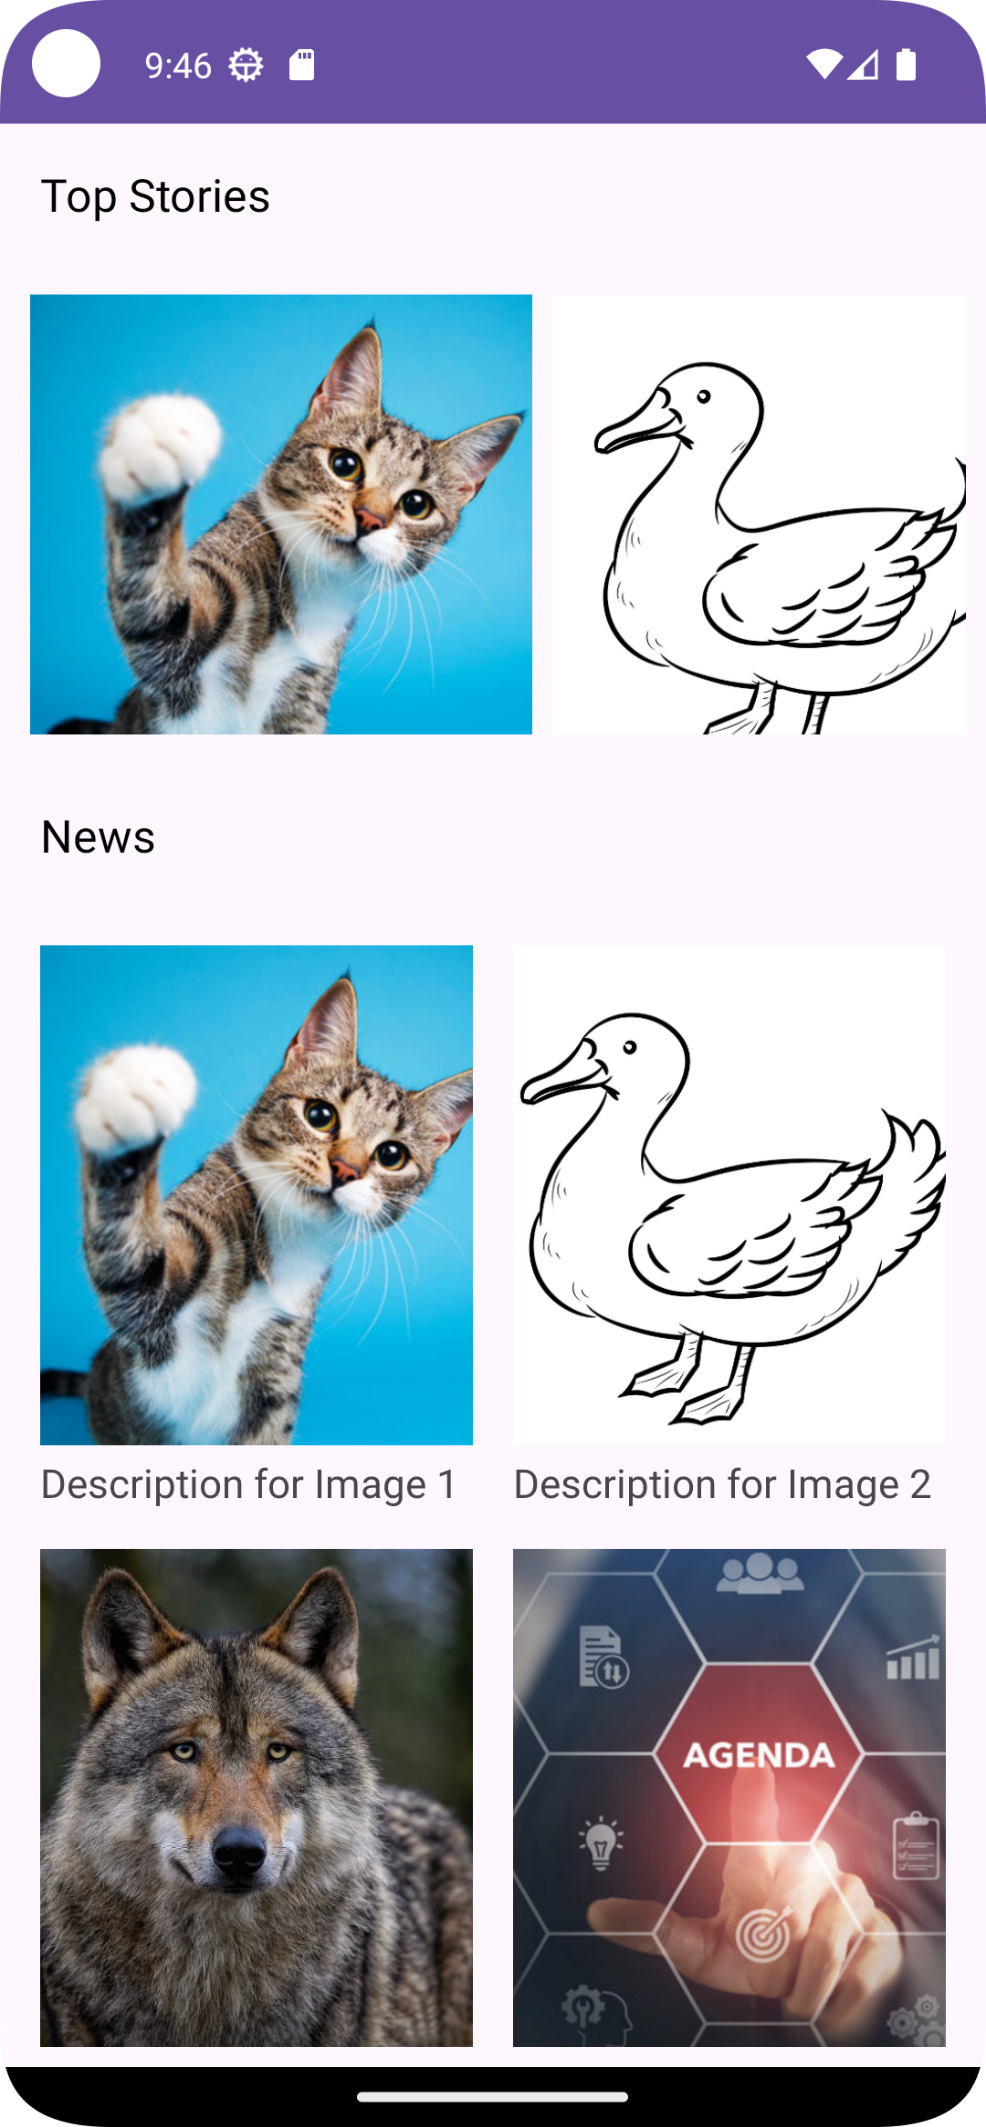 9:46
Top Stories
News
Description for Image 1
Description for Image 2
AGENDA